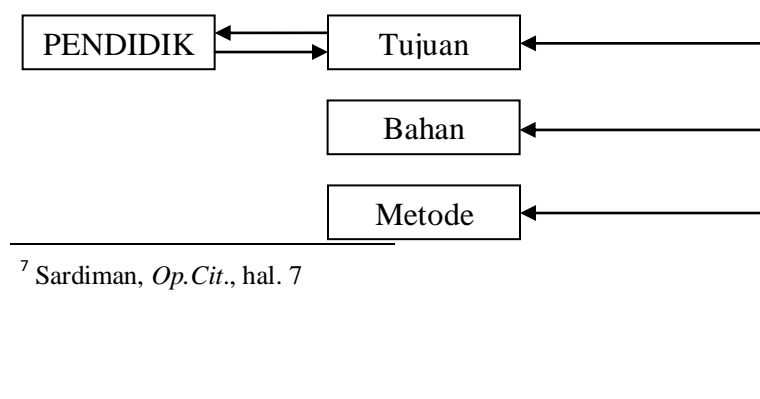 PENDIDIK
Tujuan
Bahan
Metode
7 Sardiman, Op.Cit., hal. 7